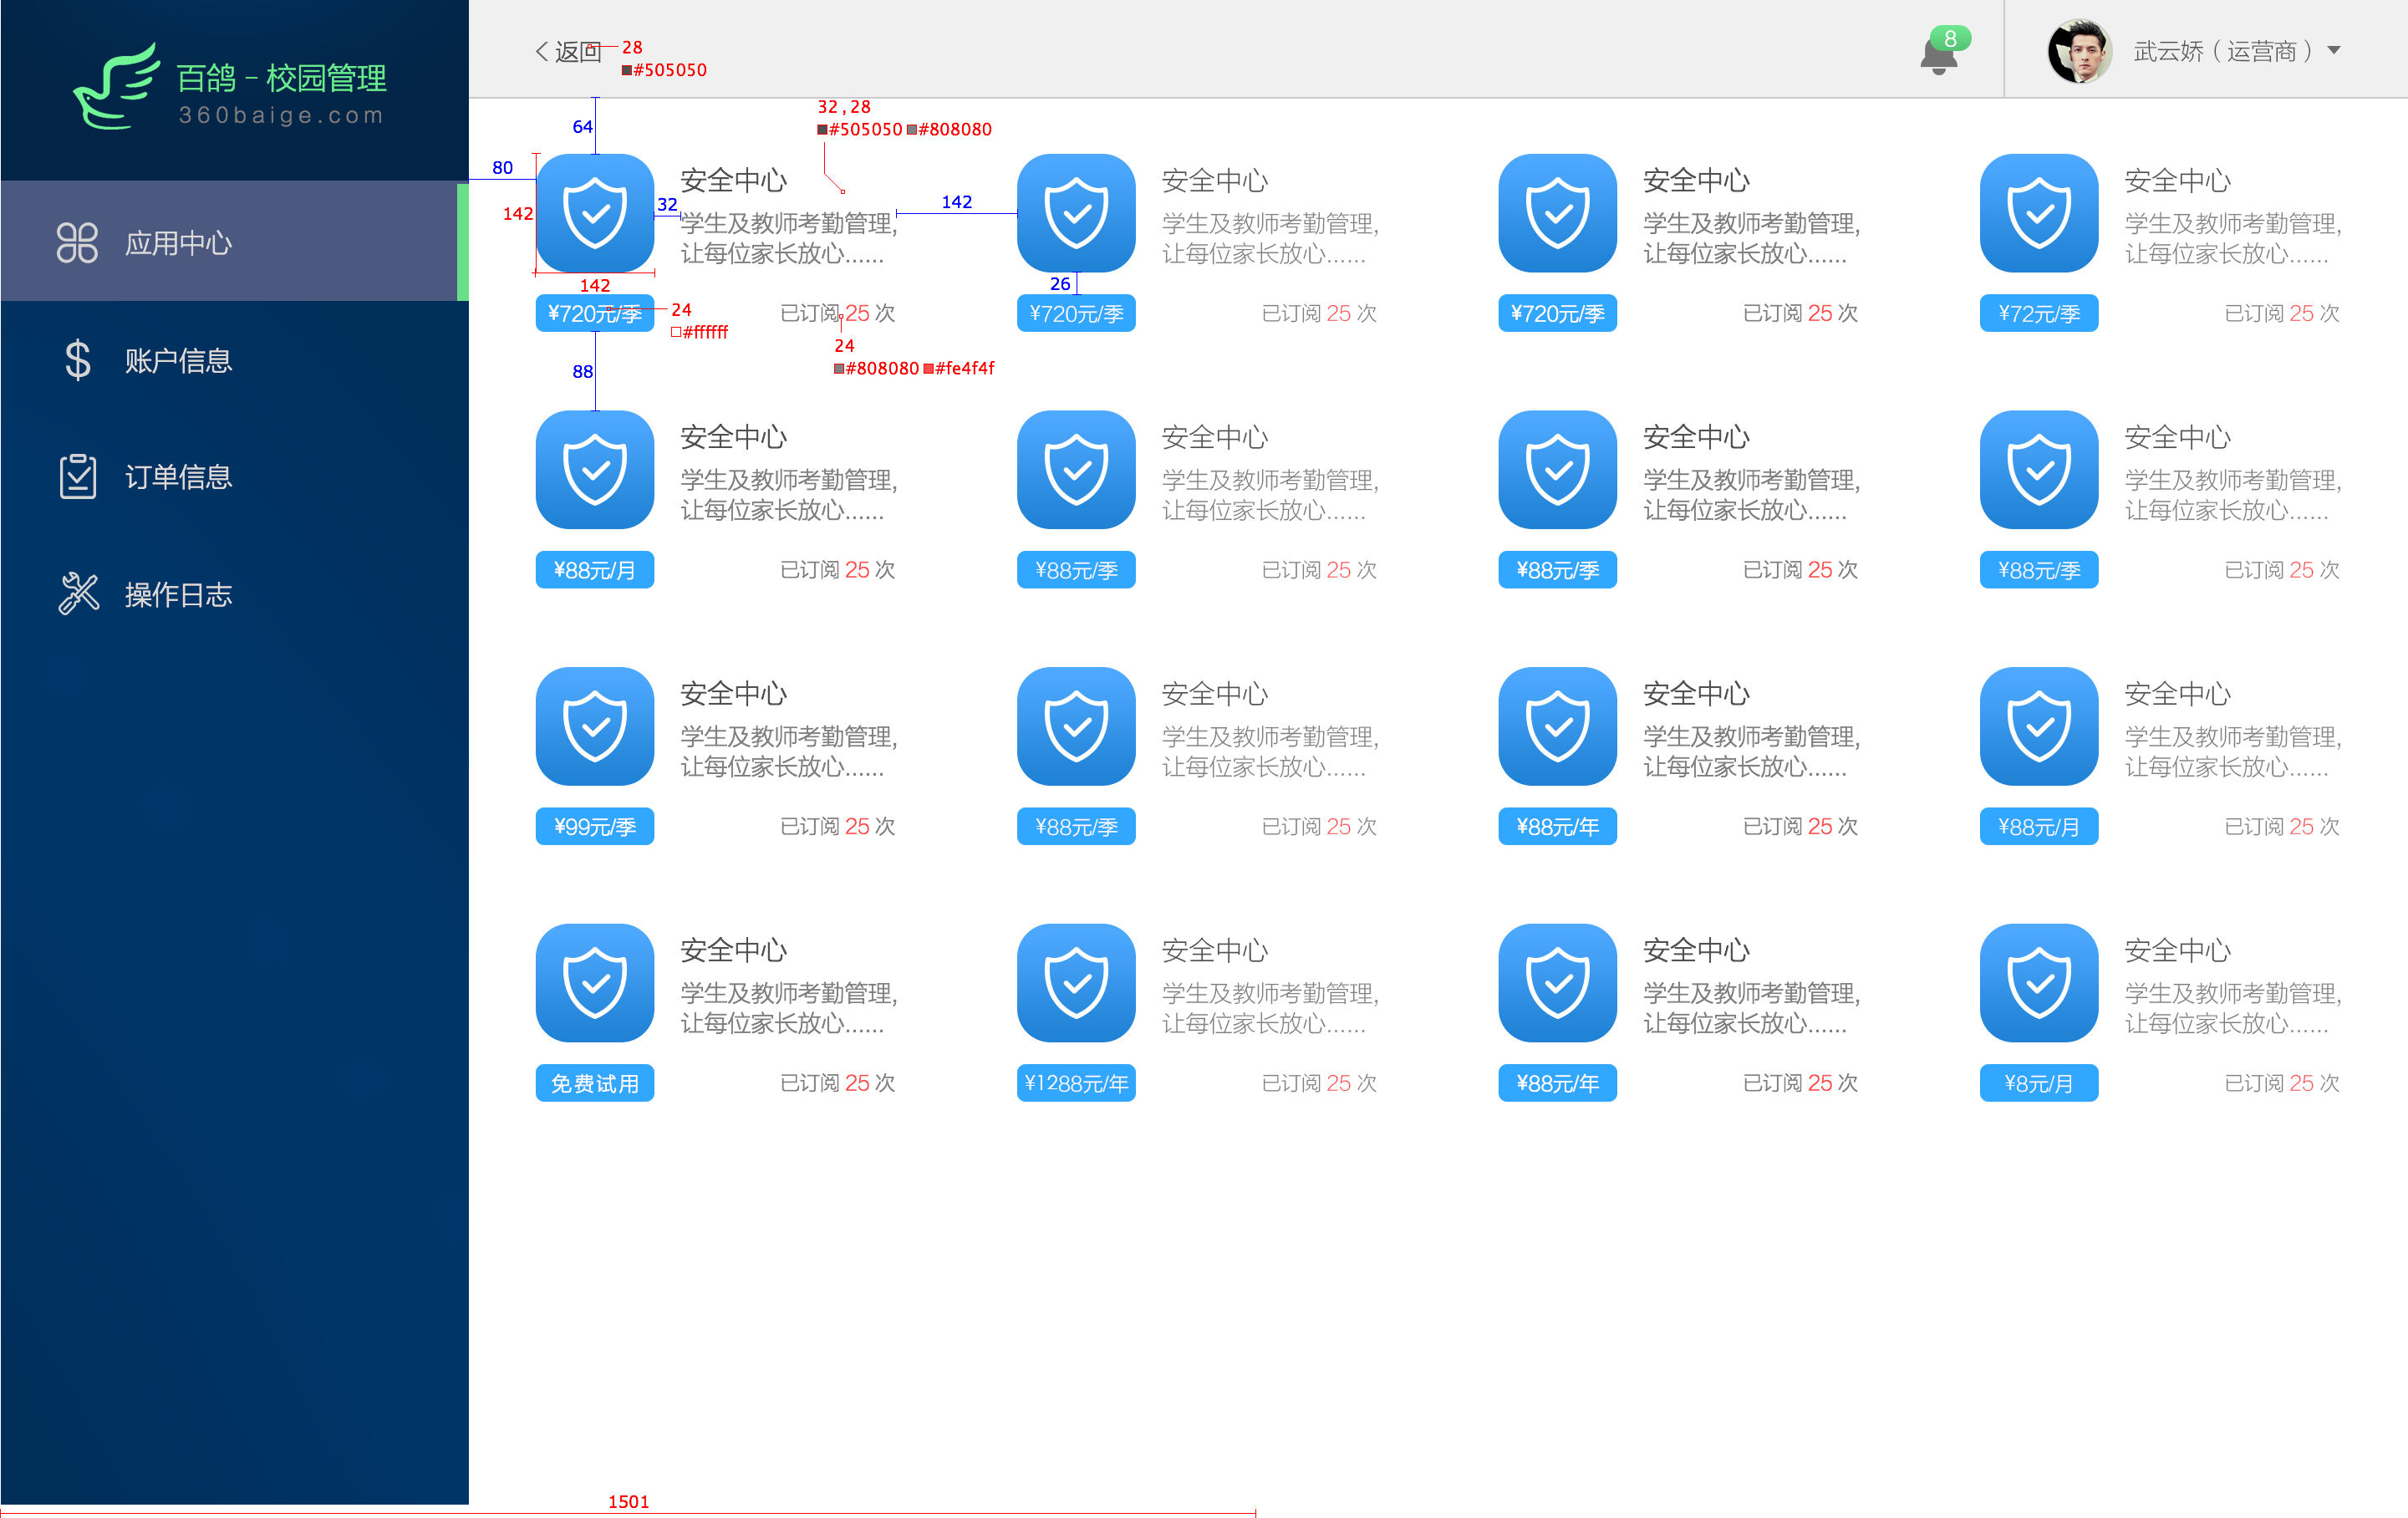 返回
28
#505050
8
武云娇（运营商）
百鸽-校园管理
360baige.com
应用中心
账户信息
订单信息
操作日志
64
32,28
#505050 #808080
80
142
32
142
142
26
安全中心
学生及教师考勤管理,
让每位家长放心……
¥720元/季
已订阅 25 次
24
#ffffff
24
#808080 #fe4f4f
88
安全中心
学生及教师考勤管理,
让每位家长放心……
¥720元/季
已订阅 25 次
安全中心
学生及教师考勤管理,
让每位家长放心……
¥720元/季
已订阅 25 次
安全中心
学生及教师考勤管理,
让每位家长放心……
¥72元/季
已订阅 25 次
安全中心
学生及教师考勤管理,
让每位家长放心……
¥88元/月
已订阅 25 次
安全中心
学生及教师考勤管理,
让每位家长放心……
¥88元/季
已订阅 25 次
安全中心
学生及教师考勤管理,
让每位家长放心……
¥88元/季
已订阅 25 次
安全中心
学生及教师考勤管理,
让每位家长放心……
¥88元/季
已订阅 25 次
安全中心
学生及教师考勤管理,
让每位家长放心……
¥99元/季
已订阅 25 次
安全中心
学生及教师考勤管理,
让每位家长放心……
¥88元/季
已订阅 25 次
安全中心
学生及教师考勤管理,
让每位家长放心……
¥88元/年
已订阅 25 次
安全中心
学生及教师考勤管理,
让每位家长放心……
¥88元/月
已订阅 25 次
安全中心
学生及教师考勤管理,
让每位家长放心……
免费试用
已订阅 25 次
安全中心
学生及教师考勤管理,
让每位家长放心……
¥1288元/年
已订阅 25 次
安全中心
学生及教师考勤管理,
让每位家长放心……
¥88元/年
已订阅 25 次
安全中心
学生及教师考勤管理,
让每位家长放心……
¥8元/月
已订阅 25 次
1501